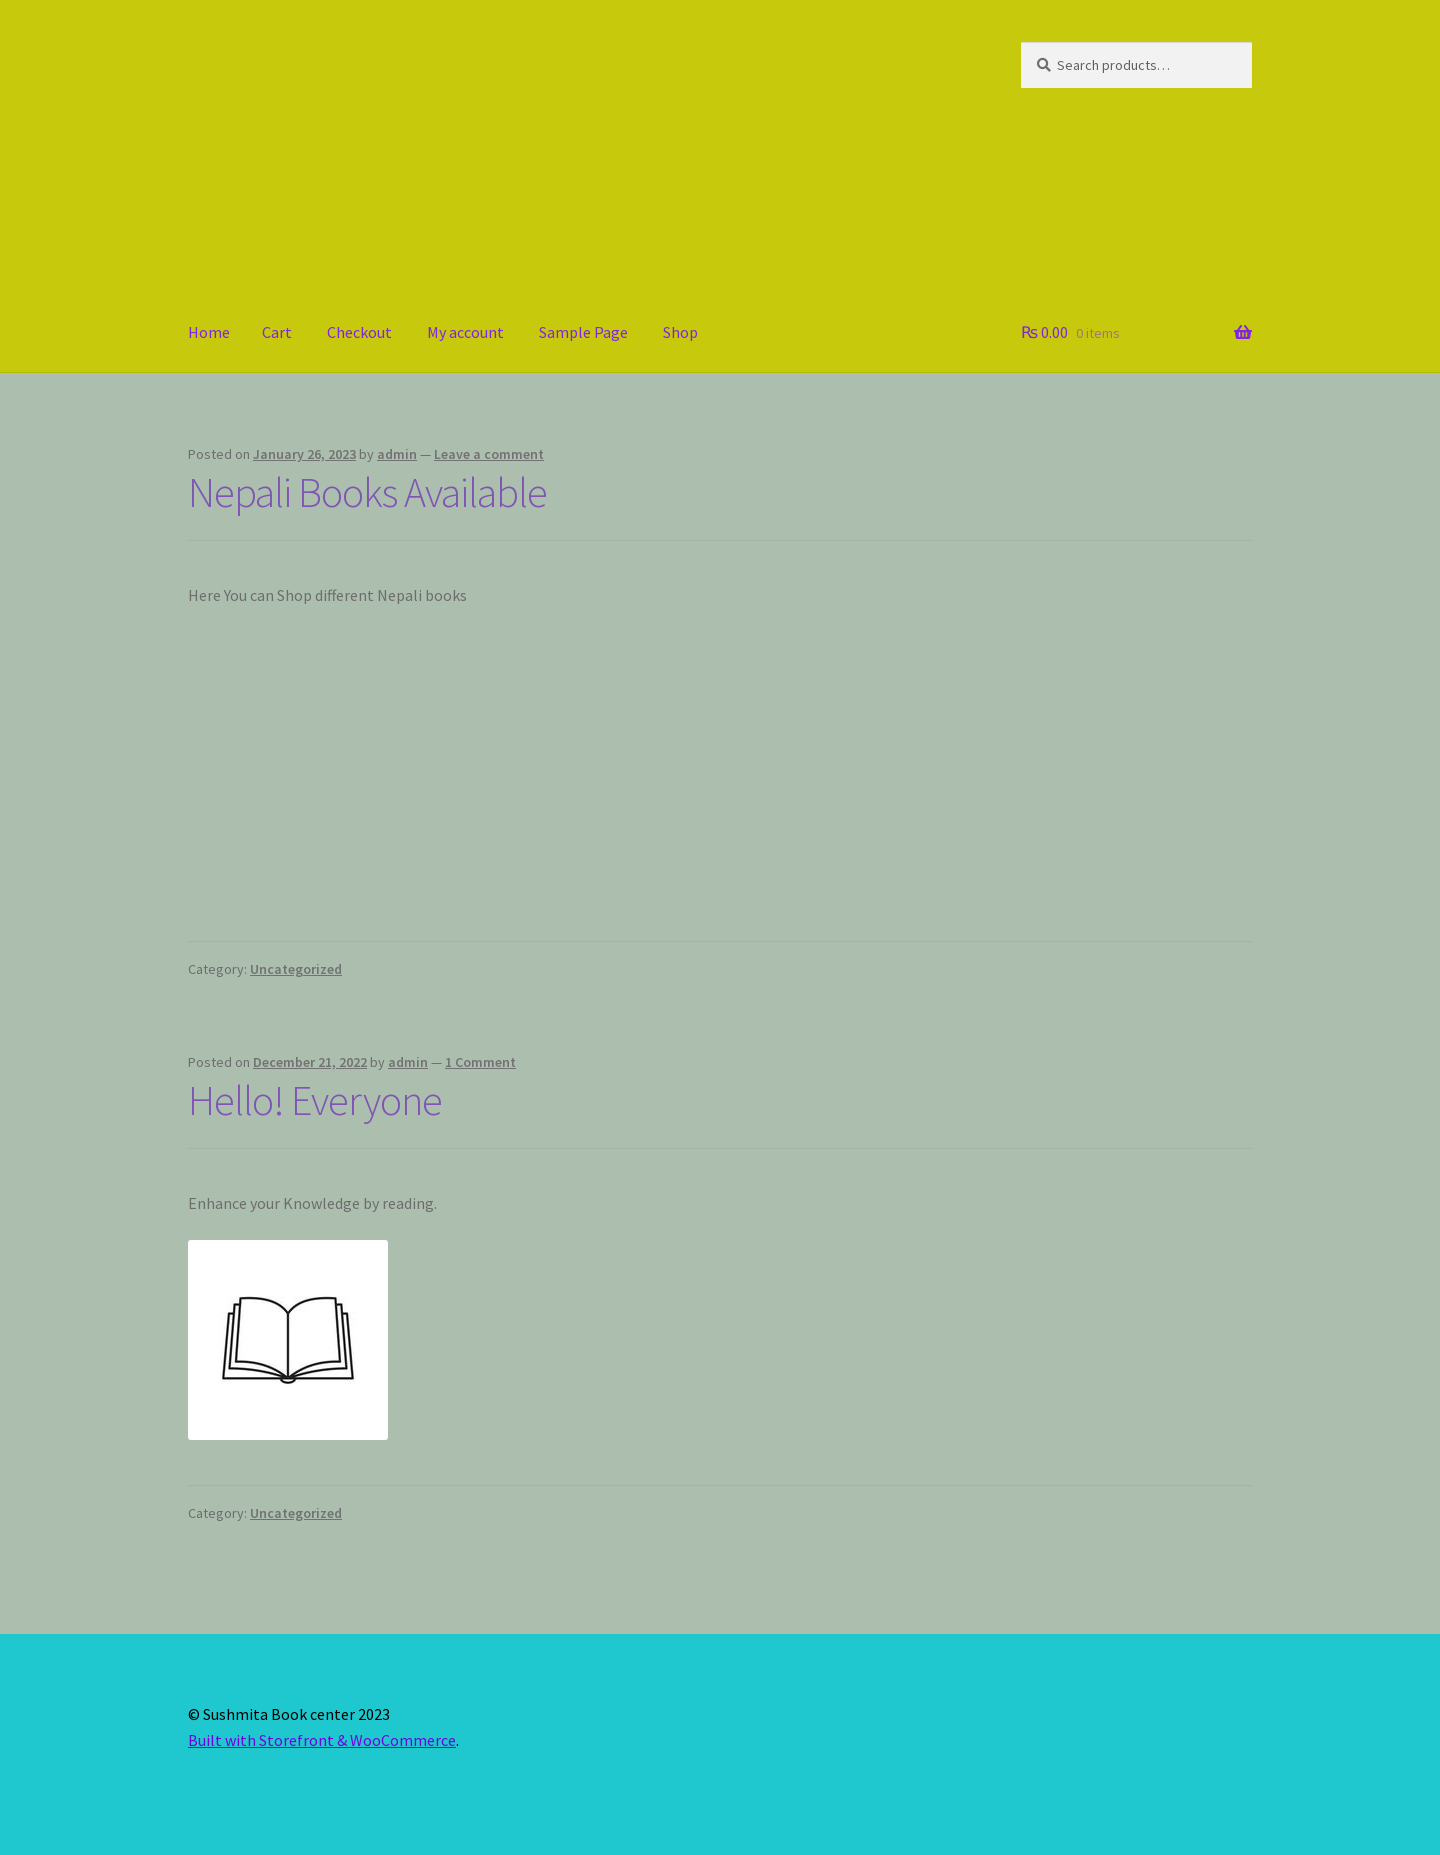 Search products…
Home Cart Checkout My account Sample Page Shop
₨ 0.00 0 items
Posted on January 26, 2023 by admin — Leave a comment
Nepali Books Available
Here You can Shop different Nepali books
Category: Uncategorized
Posted on December 21, 2022 by admin — 1 Comment
Hello! Everyone
Enhance your Knowledge by reading.
Category: Uncategorized
© Sushmita Book center 2023
Built with Storefront & WooCommerce.